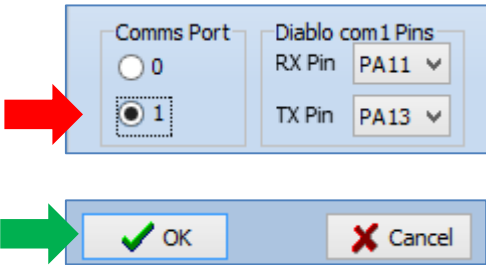 Comms Port
Diablo com1 Pins
0
RX Pin PA11
1
TX Pin PA13
OK
Cancel